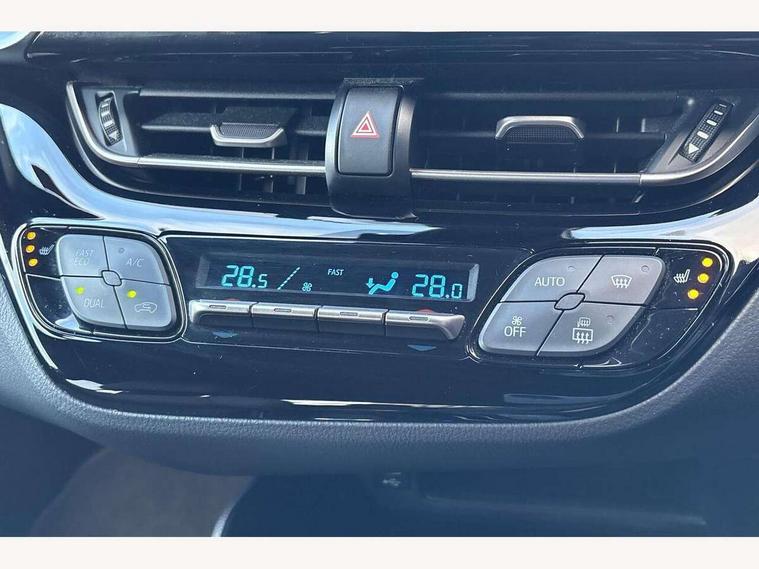 FAST
ECO
A/C
DUAL
28.5
FAST
28.0
AUTO
OFF